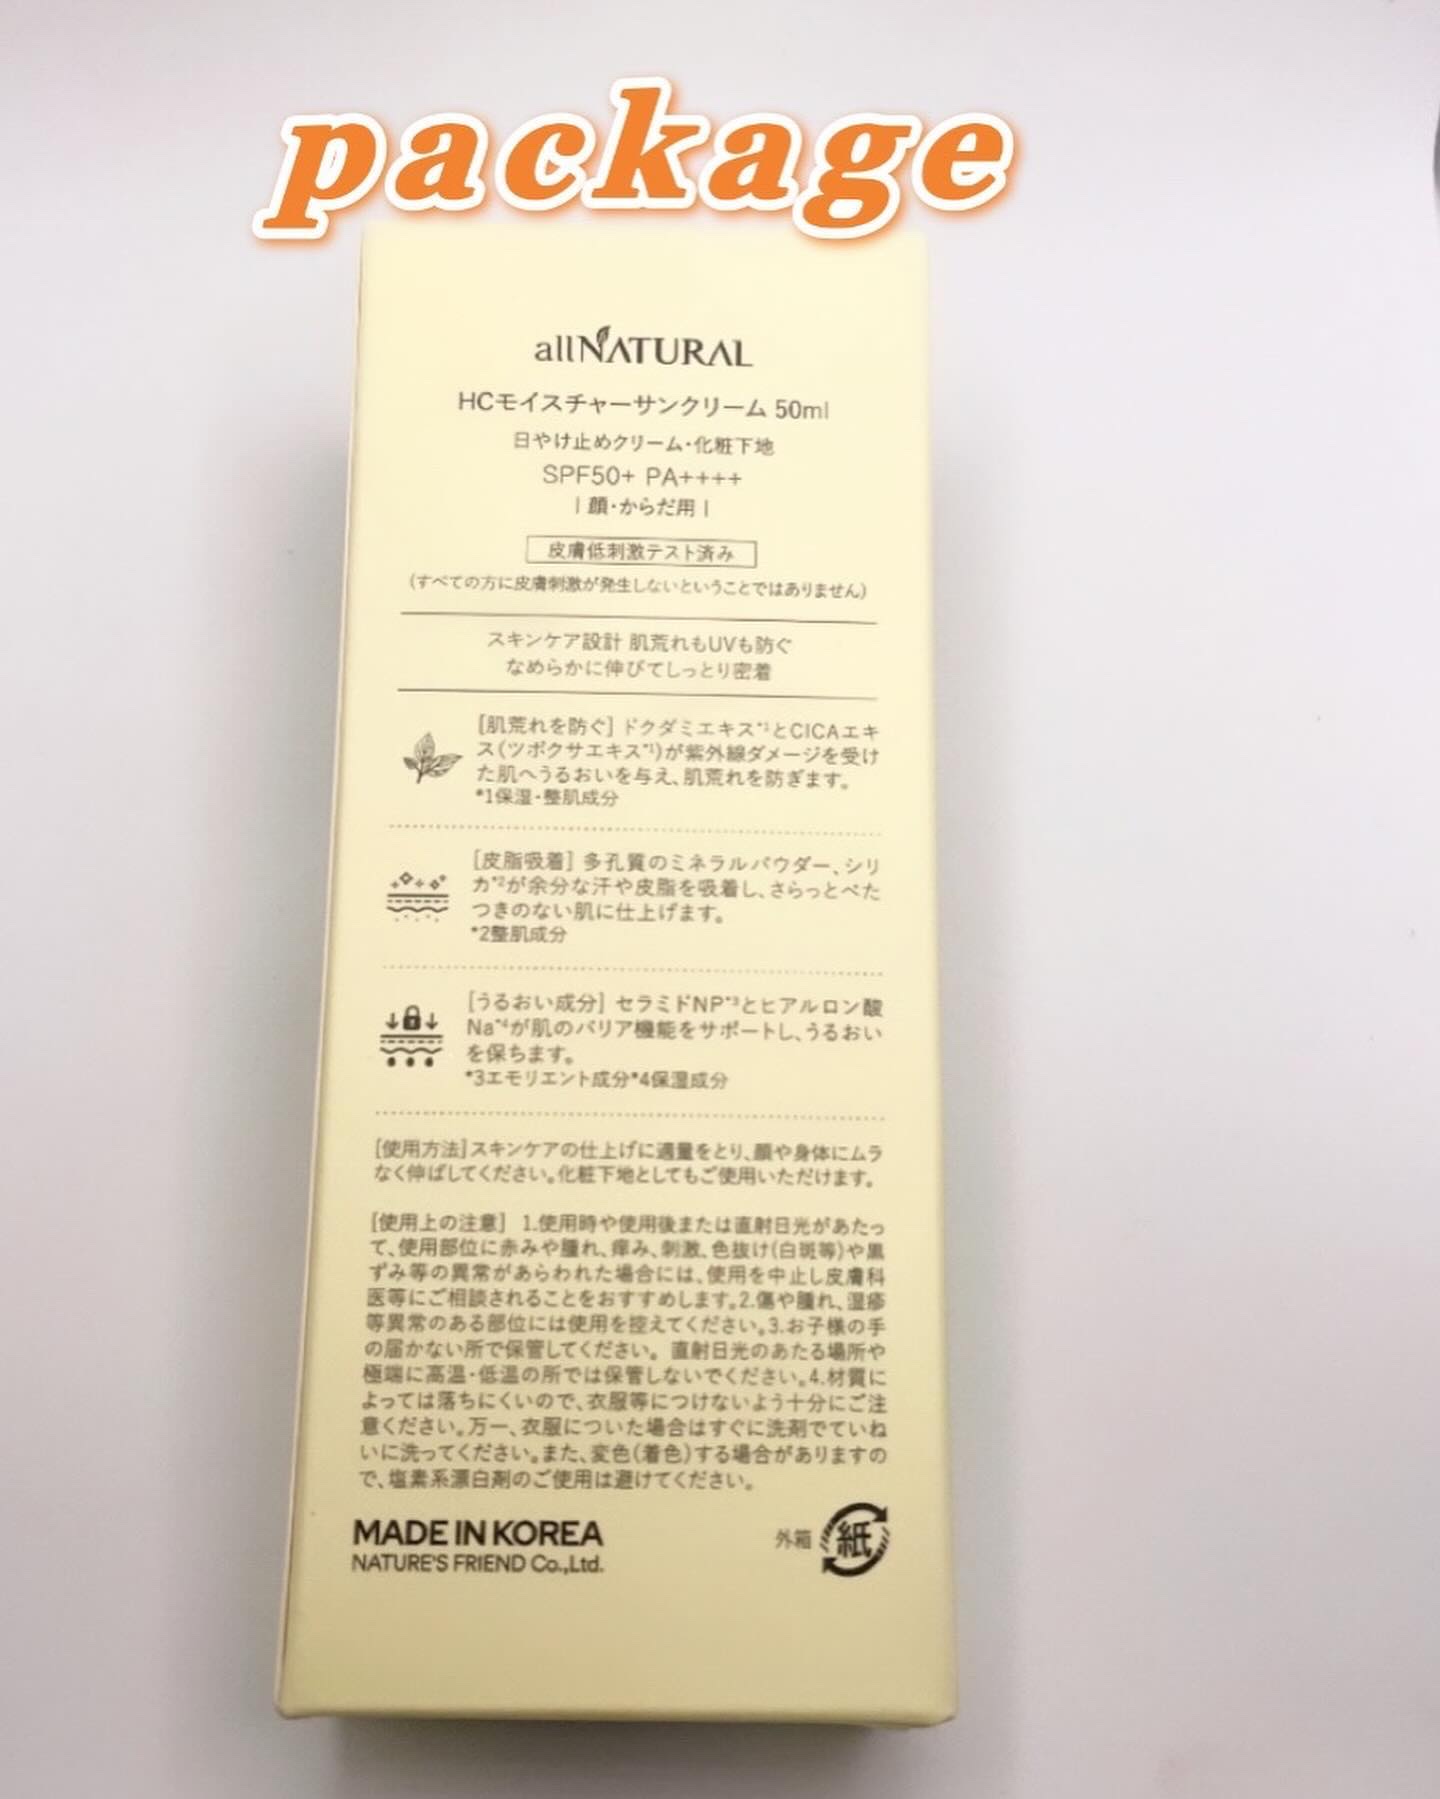 package
allNATURAL
HCモイスチャーサンクリーム 50ml
日やけ止めクリーム・化粧下地
SPF50+ PA++++
| 顔・からだ用 |
皮膚低刺激テスト済み
(すべての方に皮膚刺激が発生しないということではありません)
スキンケア設計 肌荒れもUVも防ぐ
なめらかに伸びてしっとり密着
[肌荒れを防ぐ] ドクダミエキス*1とCICAエキ
ス(ツボクサエキス*1)が紫外線ダメージを受け
た肌へうるおいを与え、肌荒れを防ぎます。
*1保湿・整肌成分
[皮脂吸着] 多孔質のミネラルパウダー、シリ
カ*2が余分な汗や皮脂を吸着し、さらっとべた
つきのない肌に仕上げます。
*2整肌成分
[うるおい成分] セラミドNP*3とヒアルロン酸
Na*4が肌のバリア機能をサポートし、うるおい
を保ちます。
*3エモリエント成分*4保湿成分
[使用方法]スキンケアの仕上げに適量をとり、顔や身体にムラ
なく伸ばしてください。化粧下地としてもご使用いただけます。
[使用上の注意] 1.使用時や使用後または直射日光があたっ
て、使用部位に赤みや腫れ、痒み、刺激、色抜け(白斑等)や黒
ずみ等の異常があらわれた場合には、使用を中止し皮膚科
医等にご相談されることをおすすめします。2.傷や腫れ、湿疹
等異常のある部位には使用を控えてください。3.お子様の手
の届かない所で保管してください。 直射日光のあたる場所や
極端に高温・低温の所では保管しないでください。4.材質に
よっては落ちにくいので、衣服等につけないよう十分にご注
意ください。万一、衣服についた場合はすぐに洗剤でていね
いに洗ってください。また、変色(着色)する場合がありますの
で、塩素系漂白剤のご使用は避けてください。
MADE IN KOREA
NATURE'S FRIEND Co.,Ltd.
外箱 紙